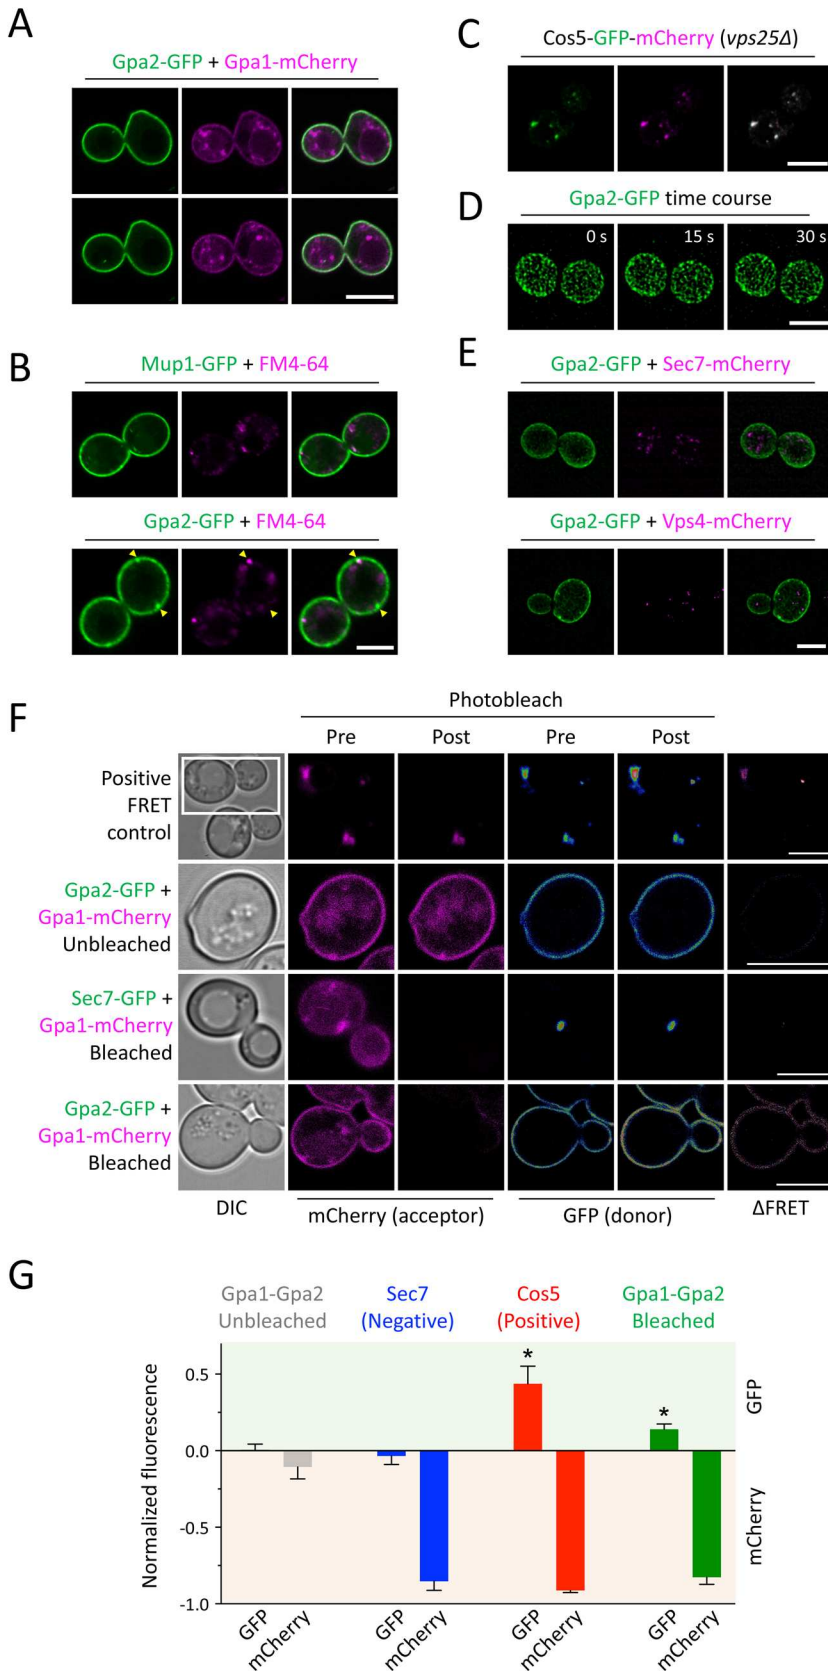 A
Gpa2-GFP + Gpa1-mCherry
B
Mup1-GFP + FM4-64
Gpa2-GFP + FM4-64
C
Cos5-GFP-mCherry (vps25Δ)
D
Gpa2-GFP time course
0 s
15 s
30 s
E
Gpa2-GFP + Sec7-mCherry
Gpa2-GFP + Vps4-mCherry
F
Photobleach
Pre
Post
Pre
Post
Positive
FRET
control
Gpa2-GFP +
Gpa1-mCherry
Unbleached
Sec7-GFP +
Gpa1-mCherry
Bleached
Gpa2-GFP +
Gpa1-mCherry
Bleached
DIC
mCherry (acceptor)
GFP (donor)
ΔFRET
G
Gpa1-Gpa2
Unbleached
Sec7
(Negative)
Cos5
(Positive)
Gpa1-Gpa2
Bleached
Normalized fluorescence
0.5
0.0
-0.5
-1.0
*
*
GFP
mCherry
GFP
mCherry
GFP
mCherry
GFP
mCherry
GFP
mCherry